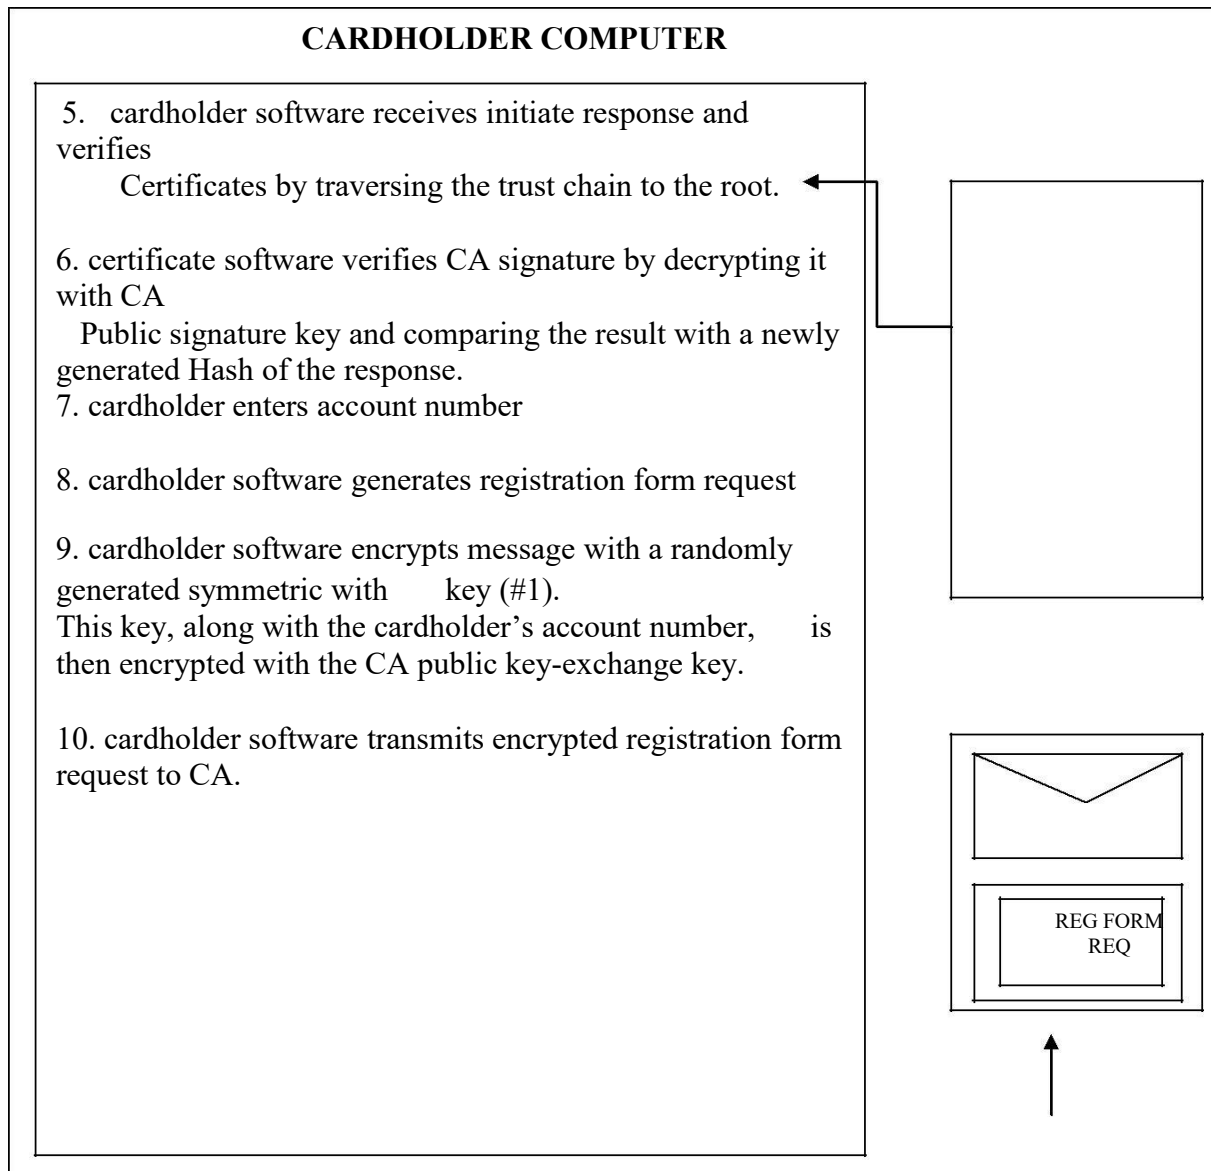 CARDHOLDER COMPUTER
5. cardholder software receives initiate response and
verifies
Certificates by traversing the trust chain to the root.
6. certificate software verifies CA signature by decrypting it
with CA
Public signature key and comparing the result with a newly
generated Hash of the response.
7. cardholder enters account number
8. cardholder software generates registration form request
9. cardholder software encrypts message with a randomly
generated symmetric with key (#1).
This key, along with the cardholder’s account number, is
then encrypted with the CA public key-exchange key.
10. cardholder software transmits encrypted registration form
request to CA.
REG FORM
REQ